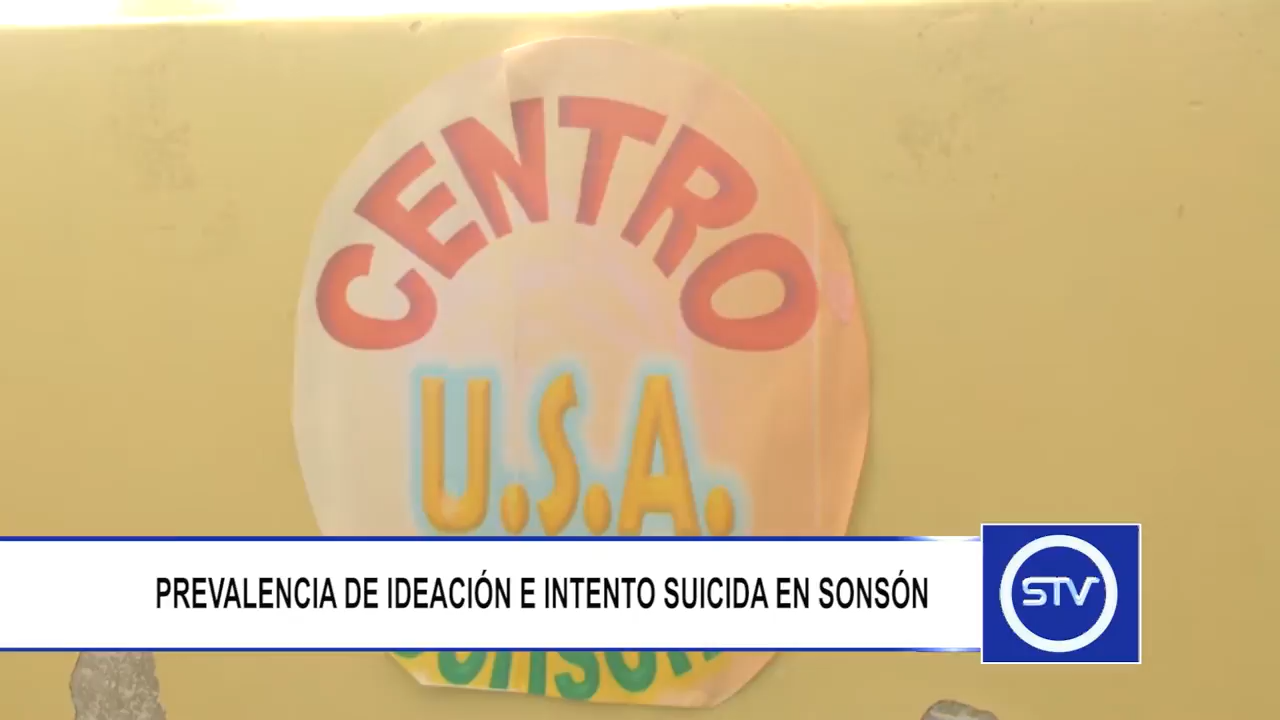 CENTRO
U.S.A.
PREVALENCIA DE IDEACIÓN E INTENTO SUICIDA EN SONSÓN
STV